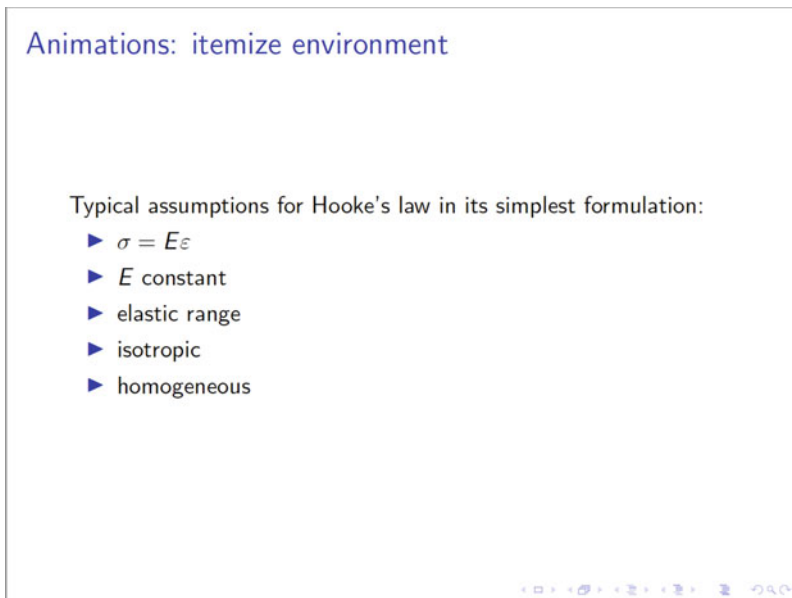 Animations: itemize environment
Typical assumptions for Hooke's law in its simplest formulation:
▶ σ = Eε
▶ E constant
▶ elastic range
▶ isotropic
▶ homogeneous